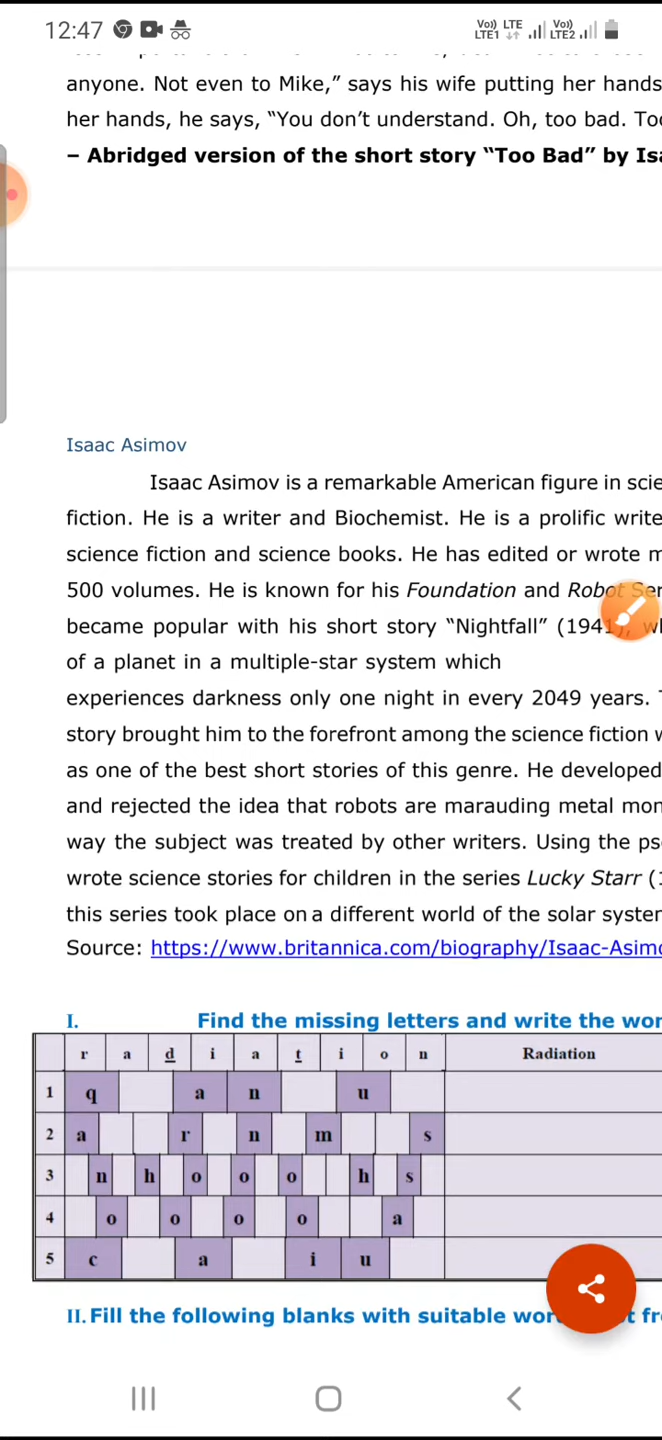 12:47 Vo)) LTE Vo))
LTE1 LTE2
anyone. Not even to Mike,” says his wife putting her hands
her hands, he says, “You don’t understand. Oh, too bad. Too
– Abridged version of the short story “Too Bad” by Isa
Isaac Asimov
Isaac Asimov is a remarkable American figure in scie
fiction. He is a writer and Biochemist. He is a prolific write
science fiction and science books. He has edited or wrote m
500 volumes. He is known for his Foundation and Robot Ser
became popular with his short story “Nightfall” (1941), wh
of a planet in a multiple-star system which
experiences darkness only one night in every 2049 years.
story brought him to the forefront among the science fiction
as one of the best short stories of this genre. He developed
and rejected the idea that robots are marauding metal mon
way the subject was treated by other writers. Using the ps
wrote science stories for children in the series Lucky Starr
this series took place on a different world of the solar system
Source: https://www.britannica.com/biography/Isaac-Asimo
I. Find the missing letters and write the wor
r a d i a t i o n Radiation
1 q a n u
2 a r n m s
3 n h o o o h s
4 o o o o a
5 c a i u
II. Fill the following blanks with suitable wor t fr